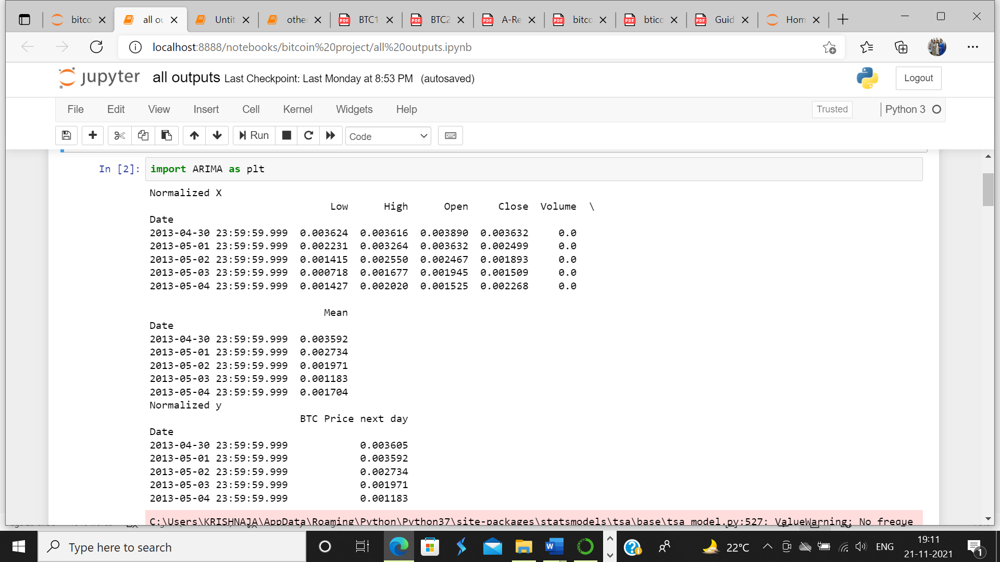 bitco
all ou
Untit
other
BTC1
BTC2
A-Re
bitco
btico
Guid
Hom
localhost:8888/notebooks/bitcoin%20project/all%20outputs.ipynb
jupyter all outputs Last Checkpoint: Last Monday at 8:53 PM (autosaved)
Logout
File Edit View Insert Cell Kernel Widgets Help
Trusted
Python 3
Run
Code
In [2]: import ARIMA as plt
Normalized X
Low High Open Close Volume \
Date
2013-04-30 23:59:59.999 0.003624 0.003616 0.003890 0.003632 0.0
2013-05-01 23:59:59.999 0.002231 0.003264 0.003632 0.002499 0.0
2013-05-02 23:59:59.999 0.001415 0.002550 0.002467 0.001893 0.0
2013-05-03 23:59:59.999 0.000718 0.001677 0.001945 0.001509 0.0
2013-05-04 23:59:59.999 0.001427 0.002020 0.001525 0.002268 0.0
Mean
Date
2013-04-30 23:59:59.999 0.003592
2013-05-01 23:59:59.999 0.002734
2013-05-02 23:59:59.999 0.001971
2013-05-03 23:59:59.999 0.001183
2013-05-04 23:59:59.999 0.001704
Normalized y
BTC Price next day
Date
2013-04-30 23:59:59.999 0.003605
2013-05-01 23:59:59.999 0.003592
2013-05-02 23:59:59.999 0.002734
2013-05-03 23:59:59.999 0.001971
2013-05-04 23:59:59.999 0.001183
C:\Users\KRISHNAJA\AppData\Roaming\Python\Python37\site-packages\statsmodels\tsa\base\tsa_model.py:527: ValueWarning: No freque
Type here to search
22°C
ENG
19:11
21-11-2021
1